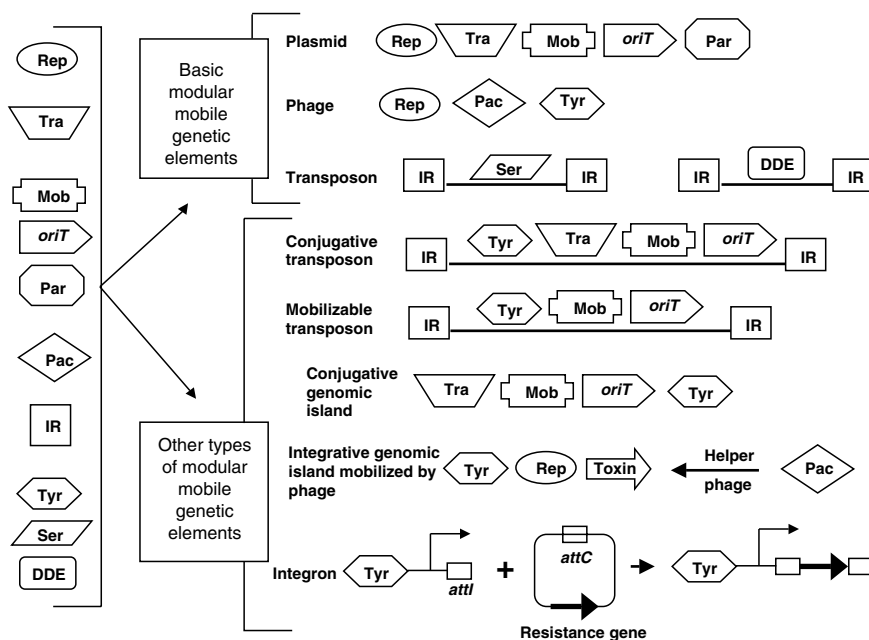 Rep
Tra
Mob
oriT
Par
Pac
IR
Tyr
Ser
DDE
Basic
modular
mobile
genetic
elements
Other types
of modular
mobile
genetic
elements
Plasmid Rep Tra Mob oriT Par
Phage Rep Pac Tyr
Transposon IR Ser IR IR DDE IR
Conjugative
transposon
IR Tyr Tra Mob oriT IR
Mobilizable
transposon
IR Tyr Mob oriT IR
Conjugative
genomic
island
Tra Mob oriT Tyr
Integrative genomic
island mobilized by
phage
Tyr Rep Toxin Helper
phage
Pac
Integron Tyr attI + attC Tyr
Resistance gene